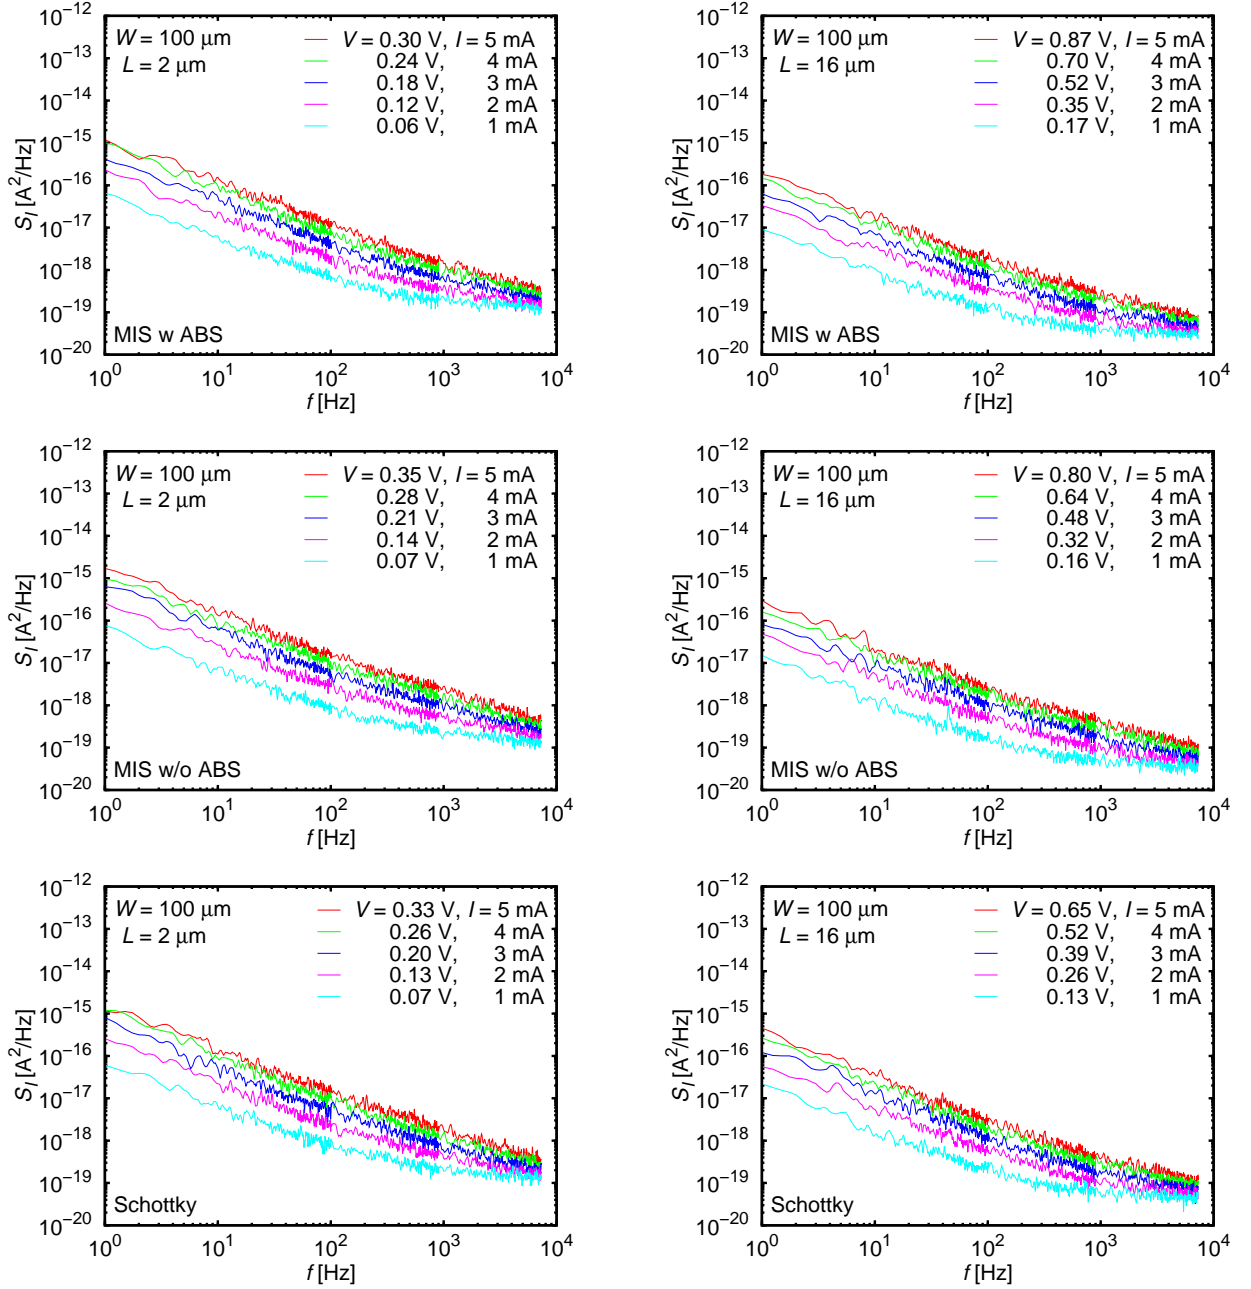 10⁻¹²
10⁻¹³
10⁻¹⁴
10⁻¹⁵
10⁻¹⁶
10⁻¹⁷
10⁻¹⁸
10⁻¹⁹
10⁻²⁰
S_I [A²/Hz]
W = 100 μm
L = 2 μm
V = 0.30 V, I = 5 mA
0.24 V, 4 mA
0.18 V, 3 mA
0.12 V, 2 mA
0.06 V, 1 mA
MIS w ABS
10⁰ 10¹ 10² 10³ 10⁴
f [Hz]
10⁻¹²
10⁻¹³
10⁻¹⁴
10⁻¹⁵
10⁻¹⁶
10⁻¹⁷
10⁻¹⁸
10⁻¹⁹
10⁻²⁰
S_I [A²/Hz]
W = 100 μm
L = 16 μm
V = 0.87 V, I = 5 mA
0.70 V, 4 mA
0.52 V, 3 mA
0.35 V, 2 mA
0.17 V, 1 mA
MIS w ABS
10⁰ 10¹ 10² 10³ 10⁴
f [Hz]
10⁻¹²
10⁻¹³
10⁻¹⁴
10⁻¹⁵
10⁻¹⁶
10⁻¹⁷
10⁻¹⁸
10⁻¹⁹
10⁻²⁰
S_I [A²/Hz]
W = 100 μm
L = 2 μm
V = 0.35 V, I = 5 mA
0.28 V, 4 mA
0.21 V, 3 mA
0.14 V, 2 mA
0.07 V, 1 mA
MIS w/o ABS
10⁰ 10¹ 10² 10³ 10⁴
f [Hz]
10⁻¹²
10⁻¹³
10⁻¹⁴
10⁻¹⁵
10⁻¹⁶
10⁻¹⁷
10⁻¹⁸
10⁻¹⁹
10⁻²⁰
S_I [A²/Hz]
W = 100 μm
L = 16 μm
V = 0.80 V, I = 5 mA
0.64 V, 4 mA
0.48 V, 3 mA
0.32 V, 2 mA
0.16 V, 1 mA
MIS w/o ABS
10⁰ 10¹ 10² 10³ 10⁴
f [Hz]
10⁻¹²
10⁻¹³
10⁻¹⁴
10⁻¹⁵
10⁻¹⁶
10⁻¹⁷
10⁻¹⁸
10⁻¹⁹
10⁻²⁰
S_I [A²/Hz]
W = 100 μm
L = 2 μm
V = 0.33 V, I = 5 mA
0.26 V, 4 mA
0.20 V, 3 mA
0.13 V, 2 mA
0.07 V, 1 mA
Schottky
10⁰ 10¹ 10² 10³ 10⁴
f [Hz]
10⁻¹²
10⁻¹³
10⁻¹⁴
10⁻¹⁵
10⁻¹⁶
10⁻¹⁷
10⁻¹⁸
10⁻¹⁹
10⁻²⁰
S_I [A²/Hz]
W = 100 μm
L = 16 μm
V = 0.65 V, I = 5 mA
0.52 V, 4 mA
0.39 V, 3 mA
0.26 V, 2 mA
0.13 V, 1 mA
Schottky
10⁰ 10¹ 10² 10³ 10⁴
f [Hz]